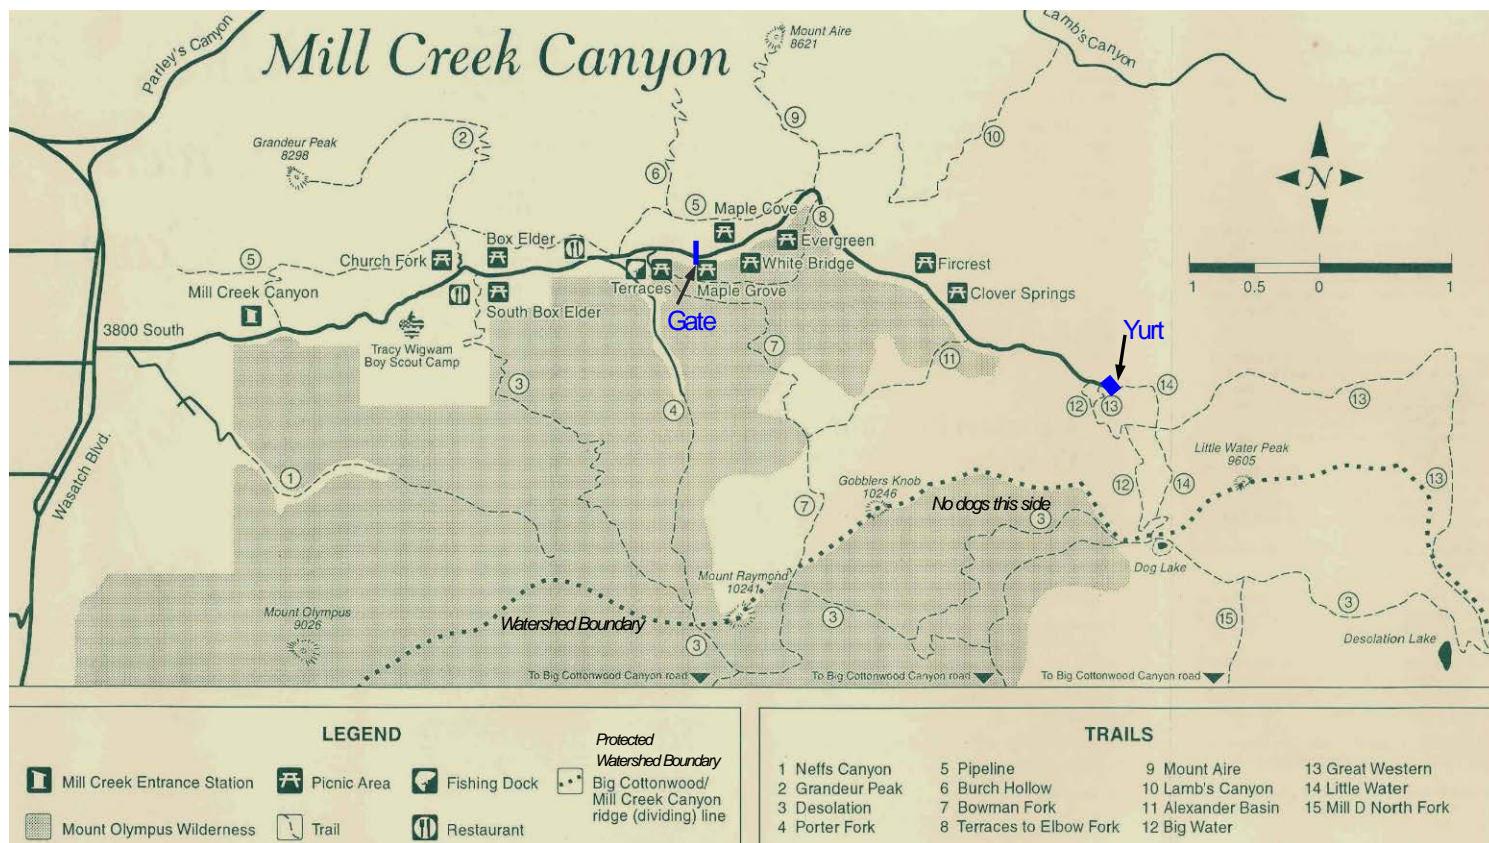 Mill Creek Canyon
Parley's Canyon
Mount Aire
8621
Lamb's Canyon
Grandeur Peak
8298
2
9
10
6
5
Maple Cove
8
N
Box Elder
Evergreen
5
Church Fork
White Bridge
Fircrest
Mill Creek Canyon
Terraces
Maple Grove
Clover Springs
1 0.5 0 1
South Box Elder
Gate
3800 South
Yurt
Tracy Wigwam
Boy Scout Camp
7
11
3
12
13
14
13
4
Wasatch Blvd.
Little Water Peak
9605
1
Gobblers Knob
10246
12
14
13
7
No dogs this side
3
Dog Lake
Mount Raymond
10241
Mount Olympus
9026
Watershed Boundary
3
3
15
3
Desolation Lake
To Big Cottonwood Canyon road
To Big Cottonwood Canyon road
To Big Cottonwood Canyon road
LEGEND
Mill Creek Entrance Station
Picnic Area
Fishing Dock
Protected
Watershed Boundary
Big Cottonwood/
Mill Creek Canyon
ridge (dividing) line
Mount Olympus Wilderness
Trail
Restaurant
TRAILS
1 Neffs Canyon
2 Grandeur Peak
3 Desolation
4 Porter Fork
5 Pipeline
6 Burch Hollow
7 Bowman Fork
8 Terraces to Elbow Fork
9 Mount Aire
10 Lamb's Canyon
11 Alexander Basin
12 Big Water
13 Great Western
14 Little Water
15 Mill D North Fork